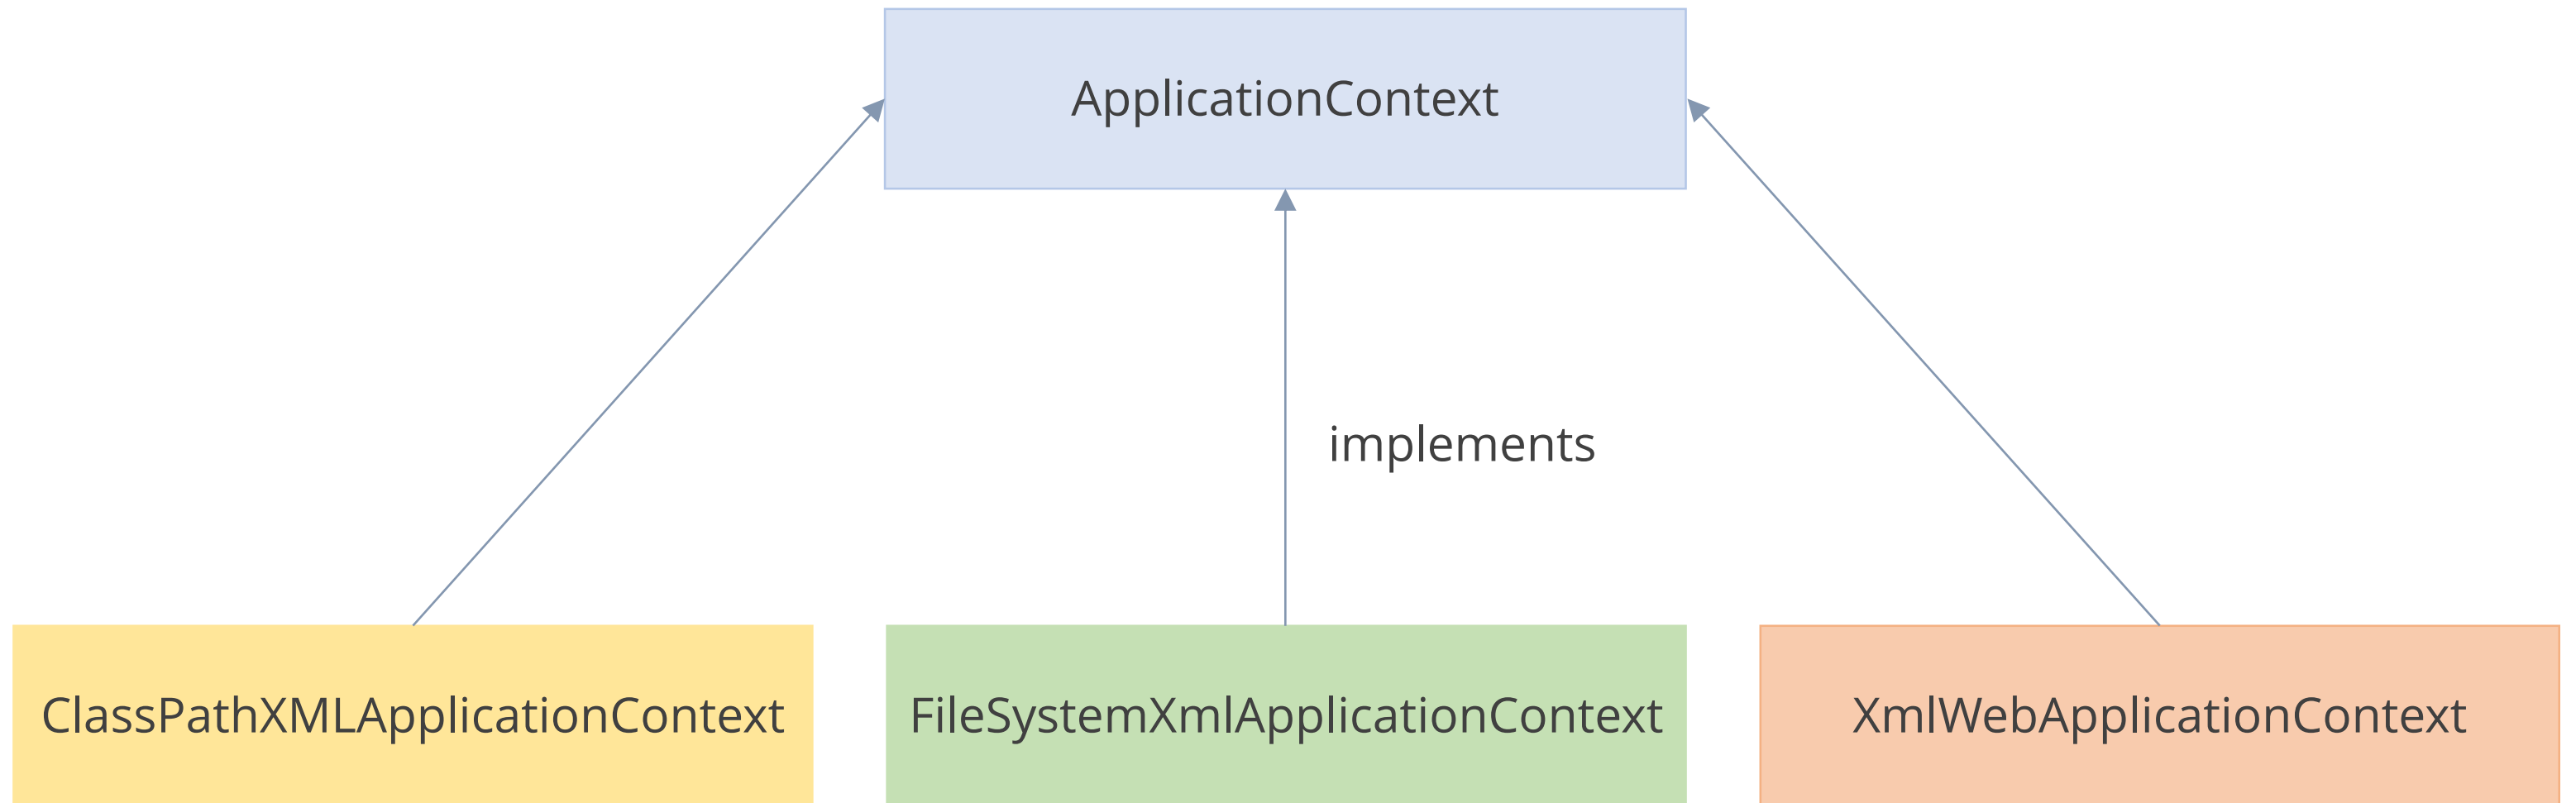 ApplicationContext
implements
ClassPathXMLApplicationContext
FileSystemXmlApplicationContext
XmlWebApplicationContext